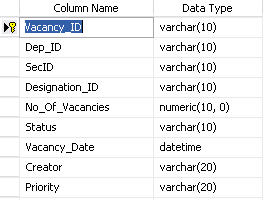 Column Name Data Type
Vacancy_ID varchar(10)
Dep_ID varchar(10)
SecID varchar(10)
Designation_ID varchar(10)
No_Of_Vacancies numeric(10, 0)
Status varchar(10)
Vacancy_Date datetime
Creator varchar(20)
Priority varchar(20)